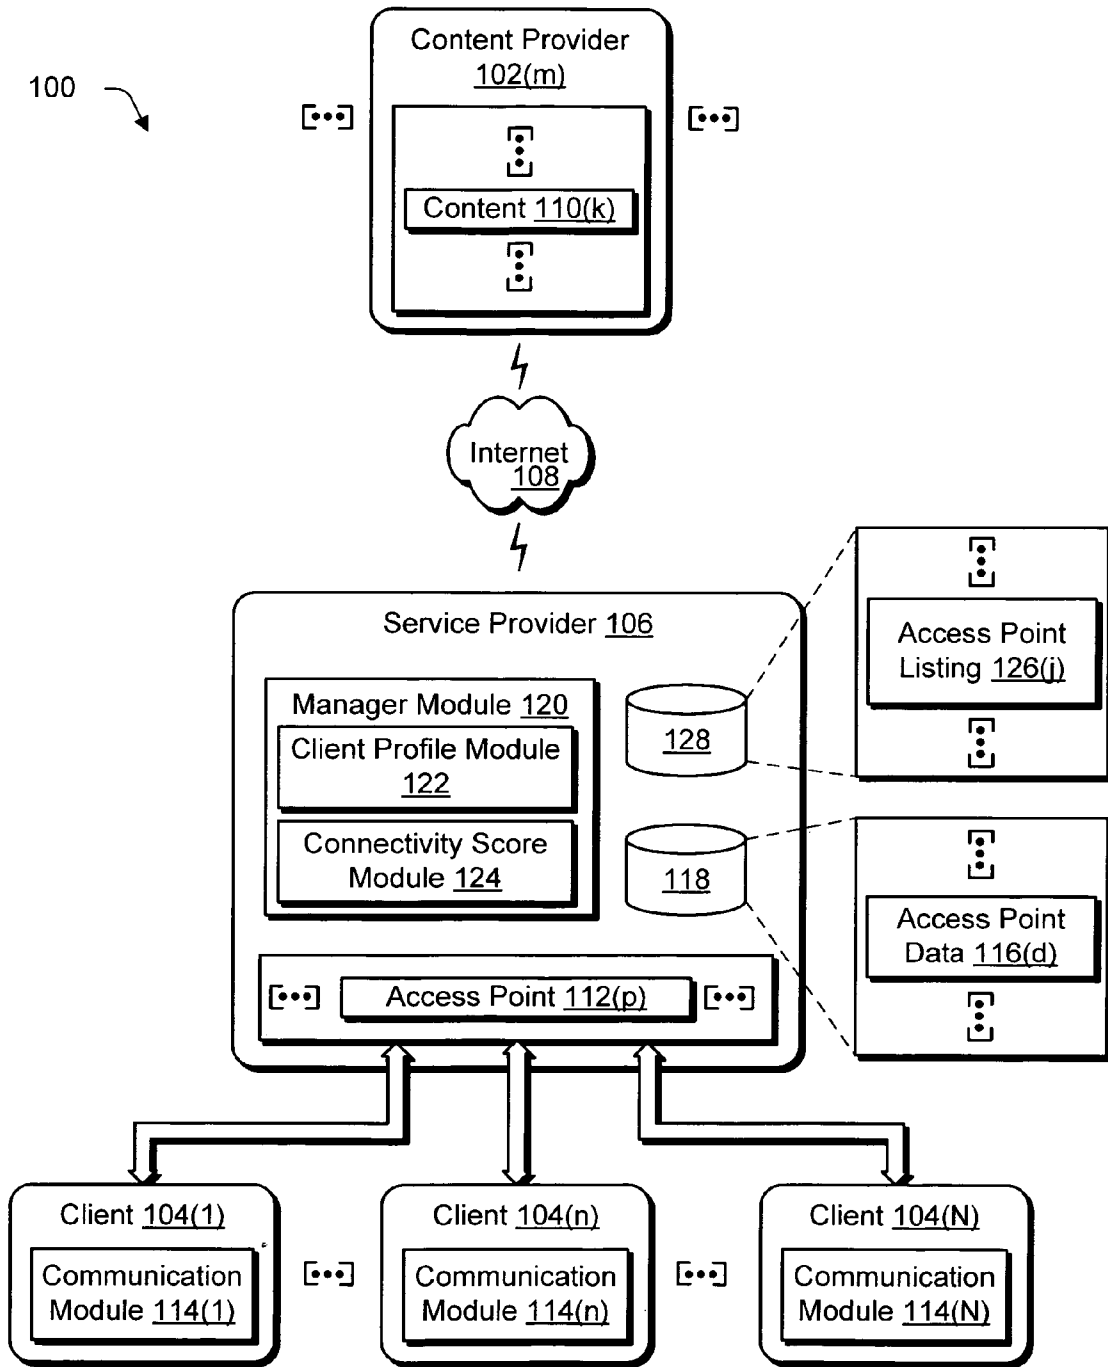 100
Content Provider
102(m)
[•••]
[•••]
[•••]
Content 110(k)
[•••]
Internet
108
Service Provider 106
Manager Module 120
Client Profile Module
122
Connectivity Score
Module 124
128
118
[•••]
Access Point
Listing 126(j)
[•••]
[•••]
Access Point
Data 116(d)
[•••]
[•••] Access Point 112(p) [•••]
Client 104(1)
Communication
Module 114(1)
[•••]
Client 104(n)
Communication
Module 114(n)
[•••]
Client 104(N)
Communication
Module 114(N)